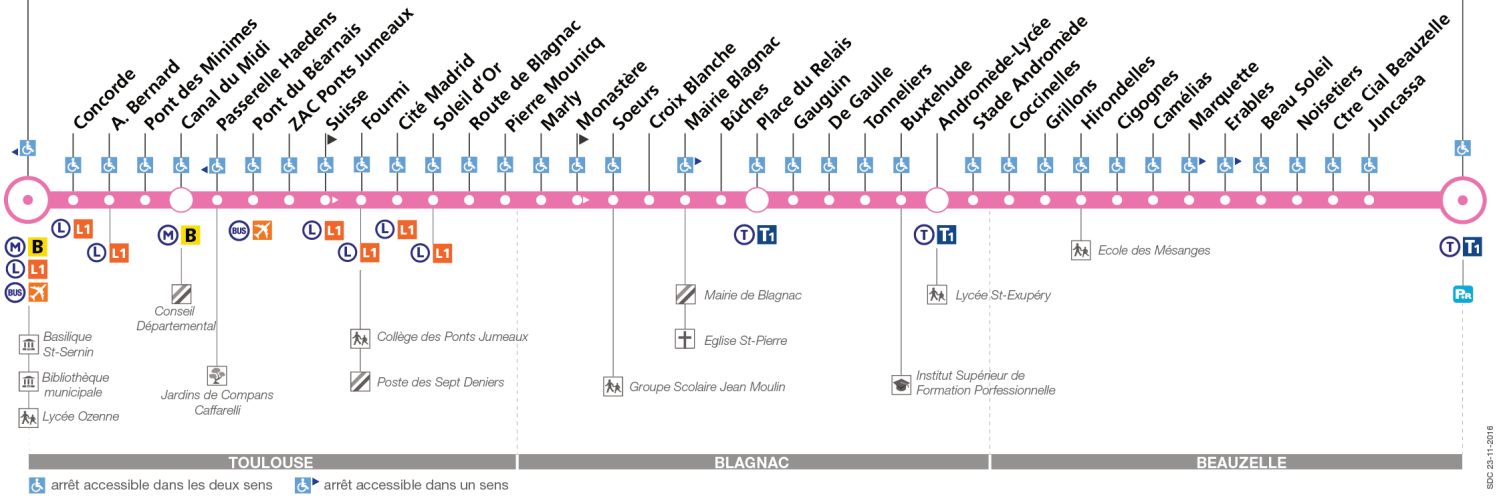 Concorde
A. Bernard
Pont des Minimes
Canal du Midi
Passerelle Haedens
Pont du Béarnais
ZAC Ponts Jumeaux
Suisse
Fourmi
Cité Madrid
Soleil d'Or
Route de Blagnac
Pierre Mounicq
Marly
Monastère
Soeurs
Croix Blanche
Mairie Blagnac
Bûches
Place du Relais
Gauguin
De Gaulle
Tonneliers
Buxtehude
Andromède-Lycée
Stade Andromède
Coccinelles
Grillons
Hirondelles
Cigognes
Camélias
Marquette
Erables
Beau Soleil
Noisetiers
Ctre Cial Beauzelle
Juncassa
M B
L L1
BUS
L L1
L L1
M B
BUS
L L1
L L1
L L1
L L1
T T1
T T1
T T1
P+R
Basilique
St-Sernin
Bibliothèque
municipale
Lycée Ozenne
Conseil
Départemental
Jardins de Compans
Caffarelli
Collège des Ponts Jumeaux
Poste des Sept Deniers
Groupe Scolaire Jean Moulin
Mairie de Blagnac
Eglise St-Pierre
Institut Supérieur de
Formation Porfessionnelle
Lycée St-Exupéry
Ecole des Mésanges
TOULOUSE
BLAGNAC
BEAUZELLE
arrêt accessible dans les deux sens
arrêt accessible dans un sens
SDC 23-11-2016